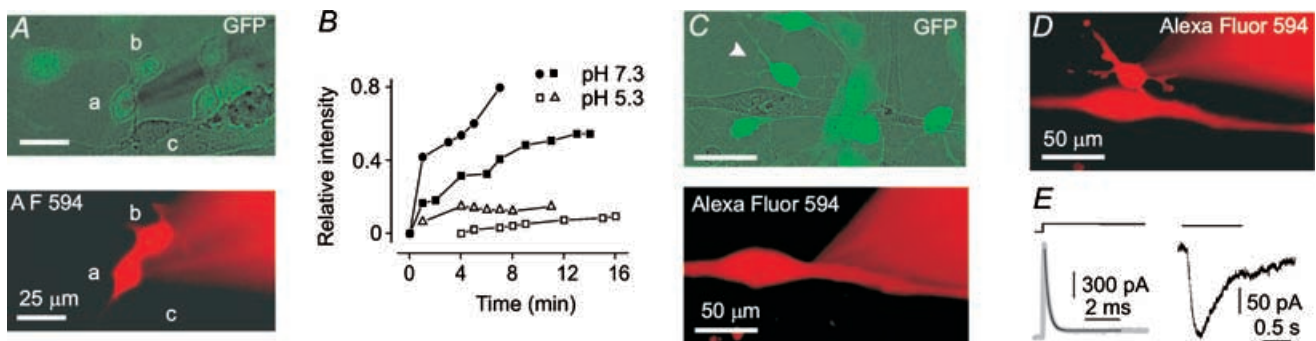 A
GFP
b
a
c
A F 594
b
a
25 μm
c
B
Relative intensity
0.8
0.4
0
0
4
8
12
16
Time (min)
pH 7.3
pH 5.3
C
GFP
Alexa Fluor 594
50 μm
D
Alexa Fluor 594
50 μm
E
300 pA
2 ms
50 pA
0.5 s